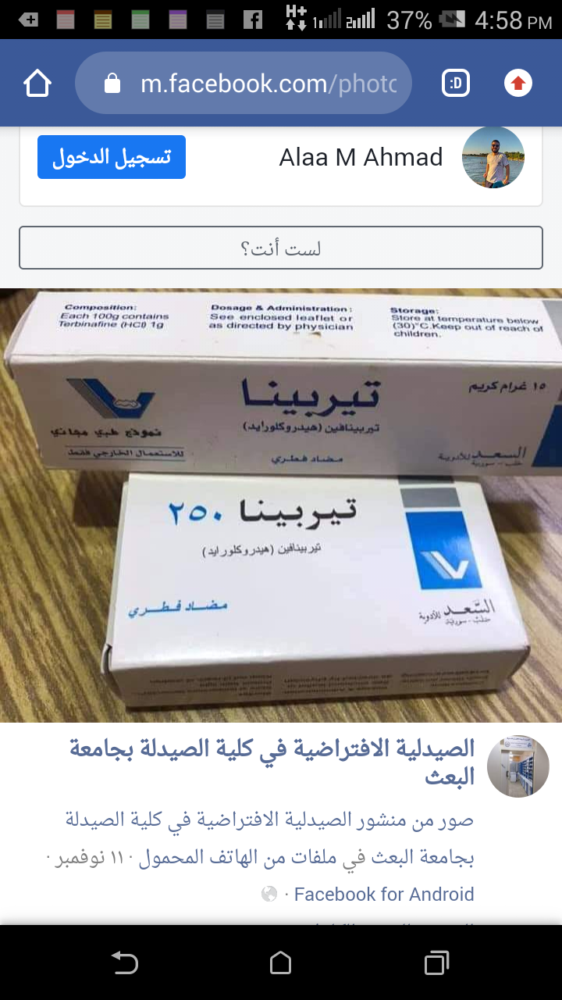 H+
1
2
37%
4:58 PM
m.facebook.com/photo
:D
تسجيل الدخول
Alaa M Ahmad
لست أنت؟
Composition:
Each 100g contains
Terbinafine (HCl) 1g
Dosage & Administration:
See enclosed leaflet or
as directed by physician
Storage:
Store at temperature below
(30)°C.Keep out of reach of
children.
تيربينا
١٥ غرام كريم
تيربينافين (هيدروكلورايد)
نموذج طبي مجاني
للاستعمال الخارجي فقط
مضاد فطري
السعد للأدوية
حلب - سورية
تيربينا ٢٥٠
تيربينافين (هيدروكلورايد)
مضاد فطري
السَّعد للأدوية
حلب - سورية
الصيدلية الافتراضية في كلية الصيدلة بجامعة
البعث
صور من منشور الصيدلية الافتراضية في كلية الصيدلة
بجامعة البعث في ملفات من الهاتف المحمول · ١١ نوفمبر ·
Facebook for Android ·